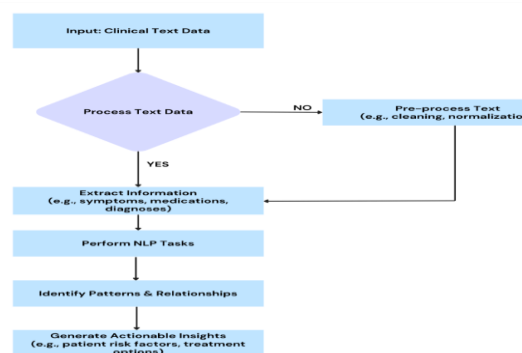 Input: Clinical Text Data
Process Text Data
NO
Pre-process Text
(e.g., cleaning, normalizatio
YES
Extract Information
(e.g., symptoms, medications,
diagnoses)
Perform NLP Tasks
Identify Patterns & Relationships
Generate Actionable Insights
(e.g., patient risk factors, treatment
options)